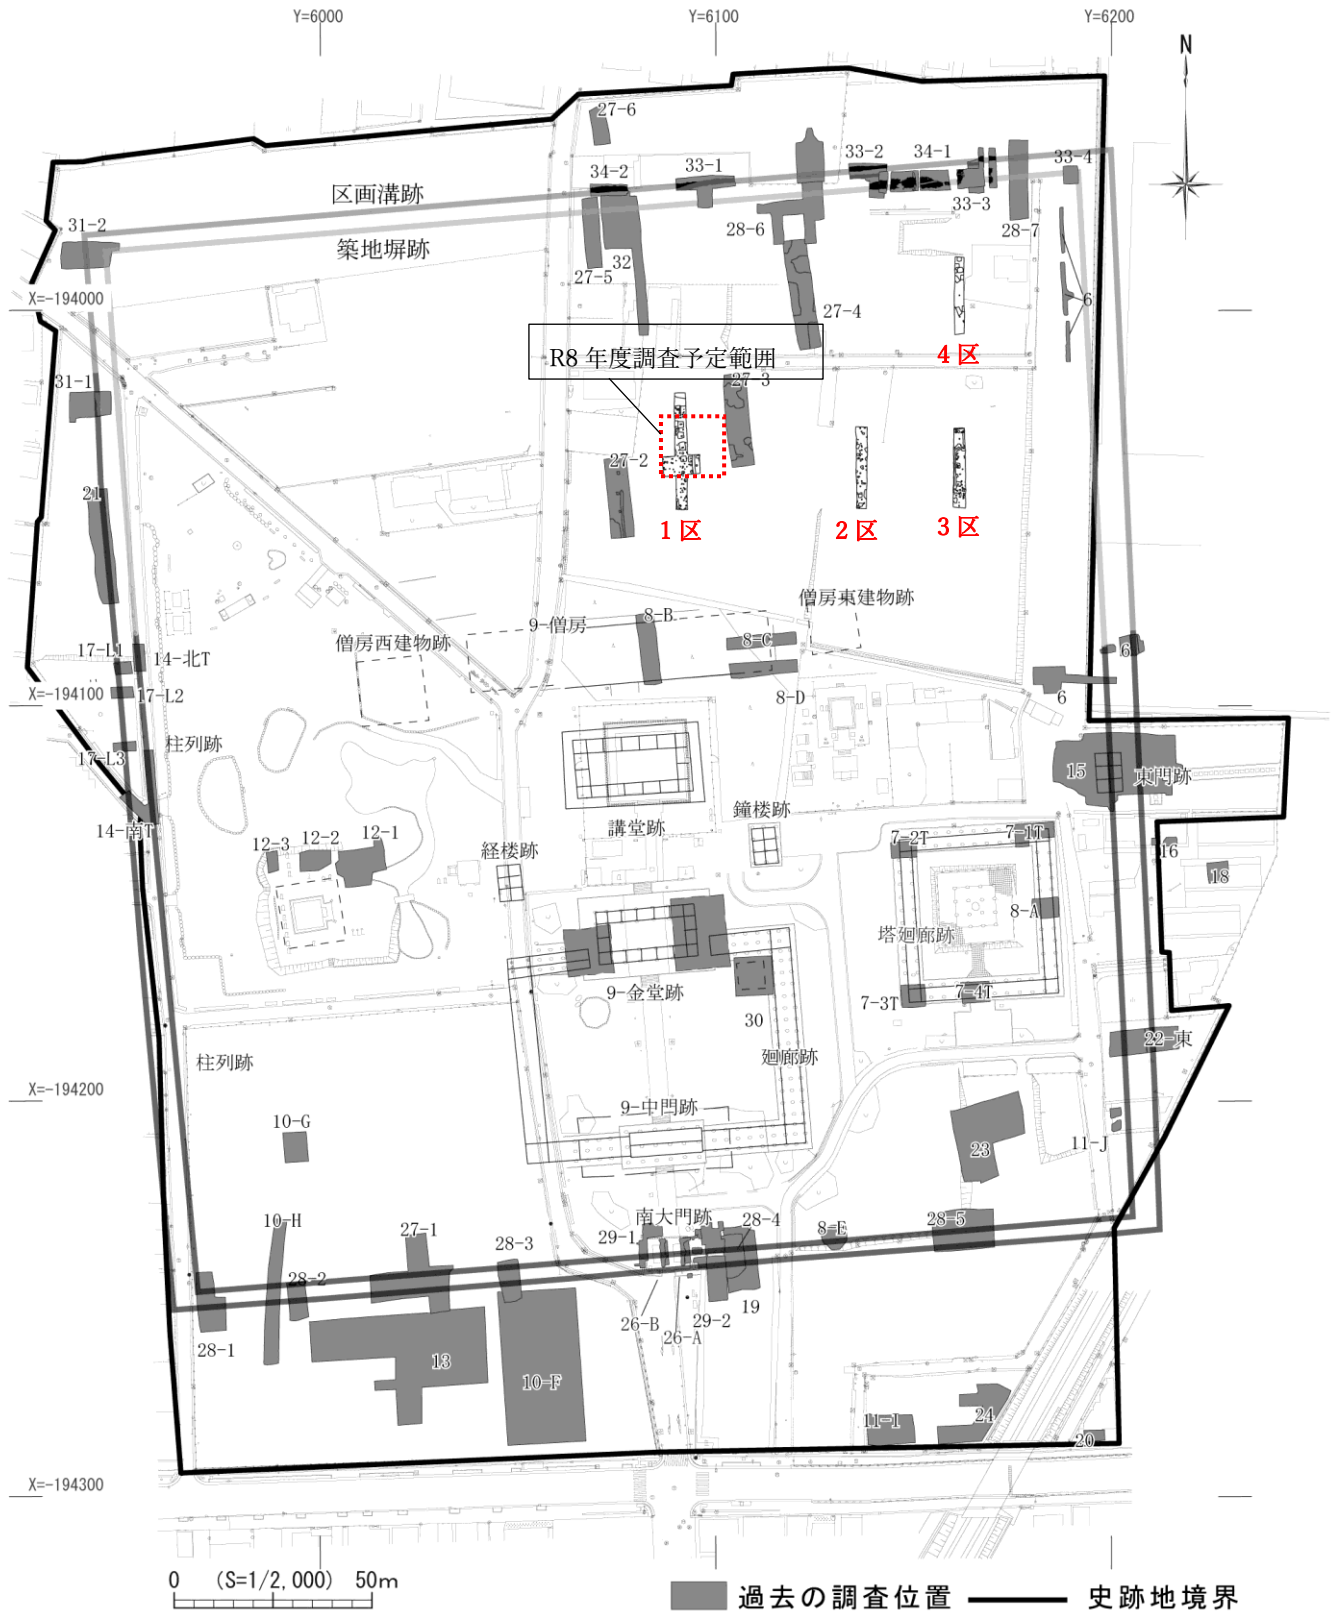 Y=6000
Y=6100
Y=6200
N
27-6
33-1
33-2
34-1
33-4
34-2
区画溝跡
33-3
31-2
28-6
28-7
築地塀跡
32
27-5
6
X=-194000
27-4
R8 年度調査予定範囲
4 区
31-1
27-3
27-2
21
1 区
2 区
3 区
僧房東建物跡
8-B
9-僧房
8-C
僧房西建物跡
17-L1
14-北T
6
X=-194100
17-L2
8-D
6
柱列跡
17-L3
15
東門跡
鐘楼跡
14-南T
講堂跡
12-3
12-2
12-1
7-2T
7-1T
経楼跡
16
18
8-A
塔廻廊跡
9-金堂跡
7-3T
7-4T
30
22-東
廻廊跡
柱列跡
X=-194200
9-中門跡
10-G
23
11-J
南大門跡
10-H
27-1
28-4
28-5
29-1
8-E
28-3
28-2
19
26-B
29-2
26-A
28-1
13
10-F
24
11-1
20
X=-194300
0 (S=1/2,000) 50m
過去の調査位置
史跡地境界